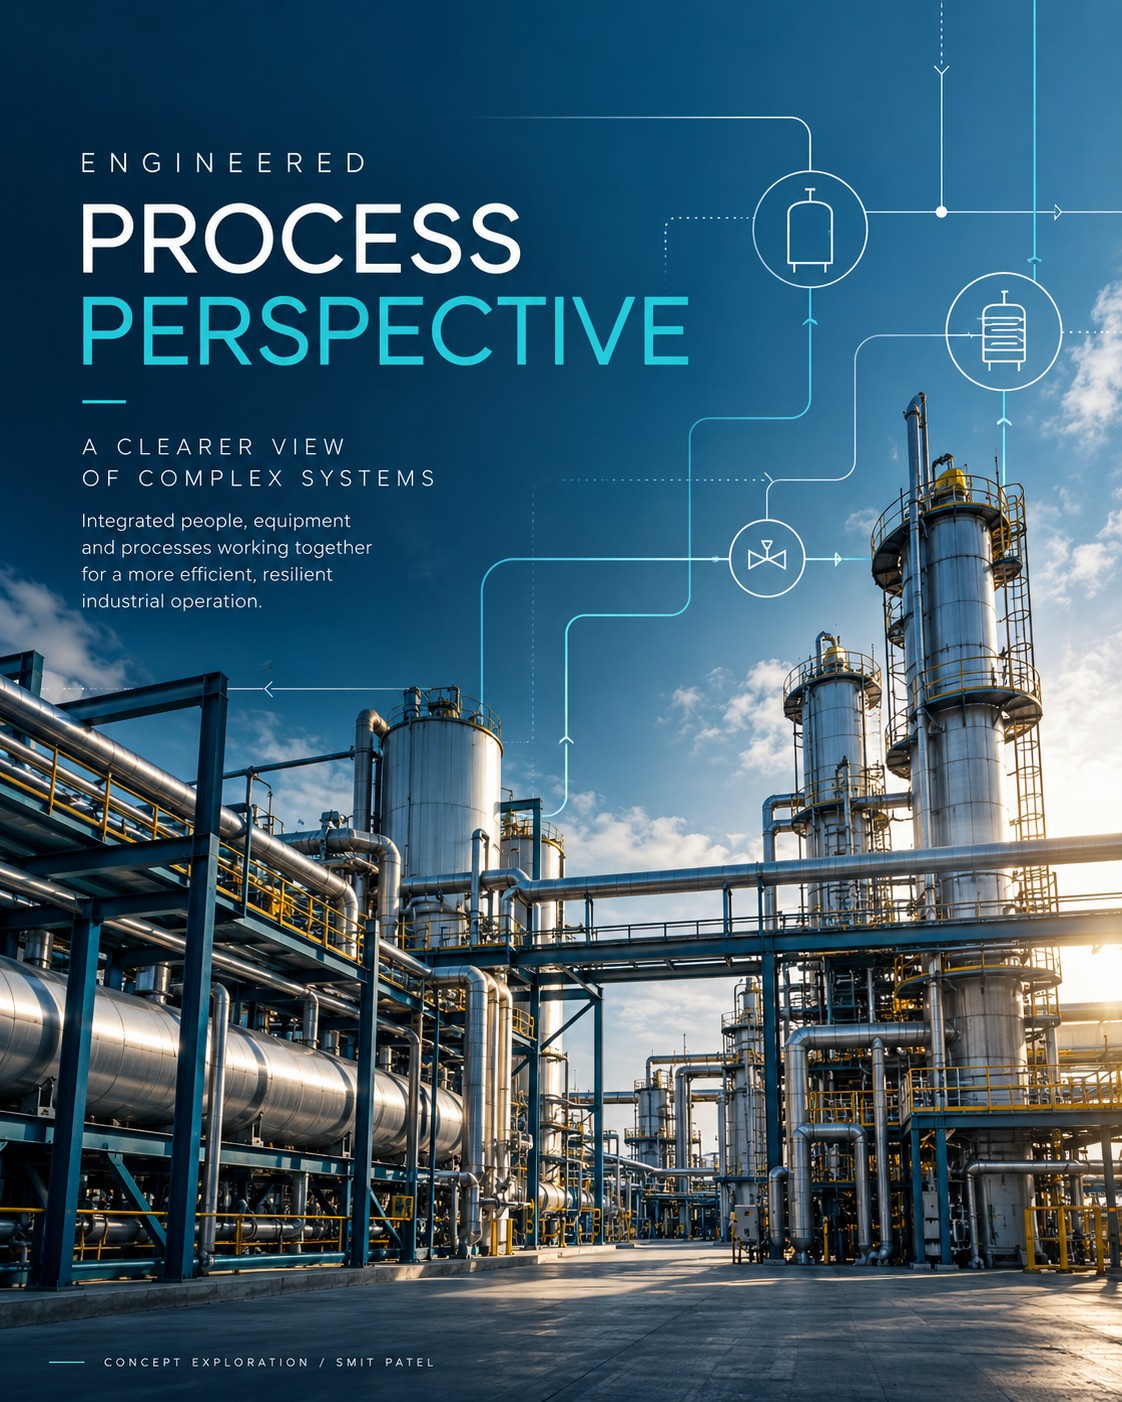 ENGINEERED
PROCESS
PERSPECTIVE
A CLEARER VIEW
OF COMPLEX SYSTEMS
Integrated people, equipment
and processes working together
for a more efficient, resilient
industrial operation.
CONCEPT EXPLORATION / SMIT PATEL